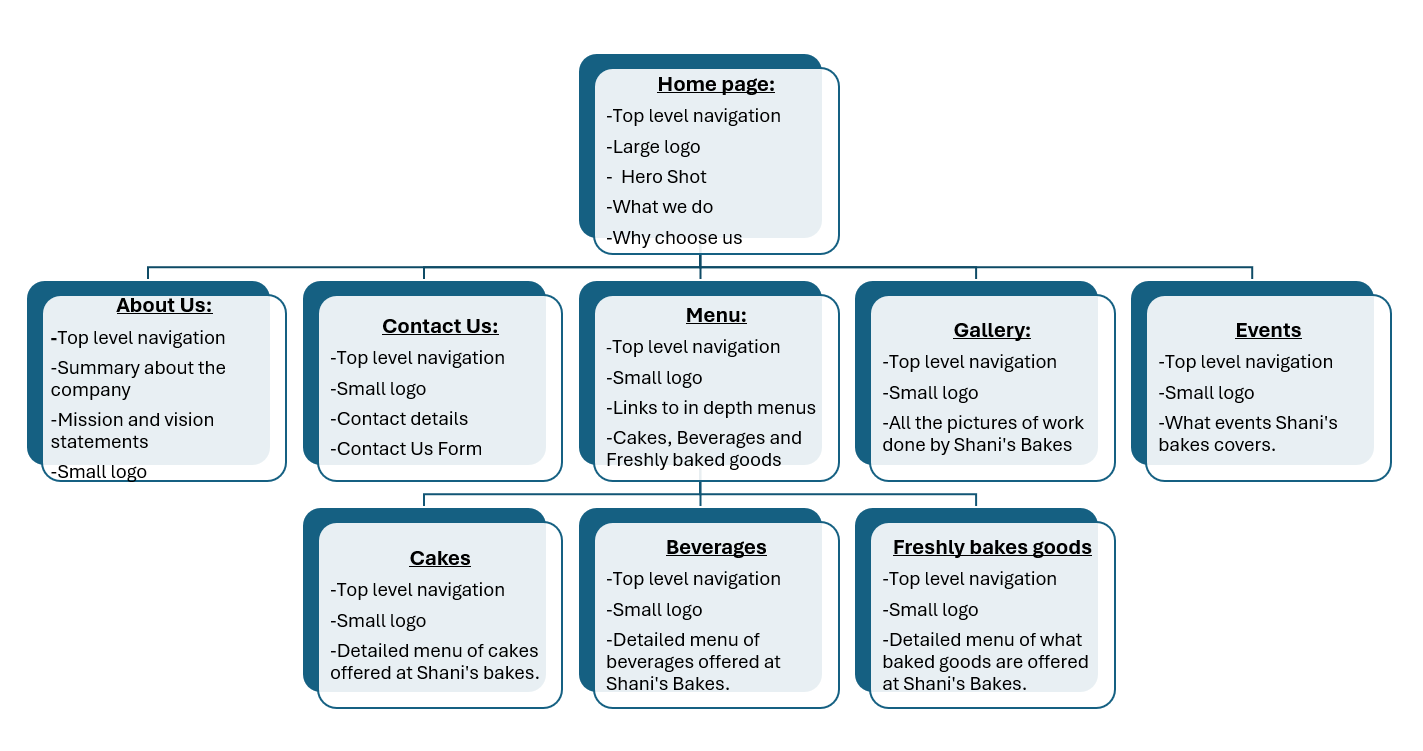 Home page:
-Top level navigation
-Large logo
-  Hero Shot
-What we do
-Why choose us
About Us:
-Top level navigation
-Summary about the
company
-Mission and vision
statements
-Small logo
Contact Us:
-Top level navigation
-Small logo
-Contact details
-Contact Us Form
Menu:
-Top level navigation
-Small logo
-Links to in depth menus
-Cakes, Beverages and
Freshly baked goods
Gallery:
-Top level navigation
-Small logo
-All the pictures of work
done by Shani's Bakes
Events
-Top level navigation
-Small logo
-What events Shani's
bakes covers.
Cakes
-Top level navigation
-Small logo
-Detailed menu of cakes
offered at Shani's bakes.
Beverages
-Top level navigation
-Small logo
-Detailed menu of
beverages offered at
Shani's Bakes.
Freshly bakes goods
-Top level navigation
-Small logo
-Detailed menu of what
baked goods are offered
at Shani's Bakes.